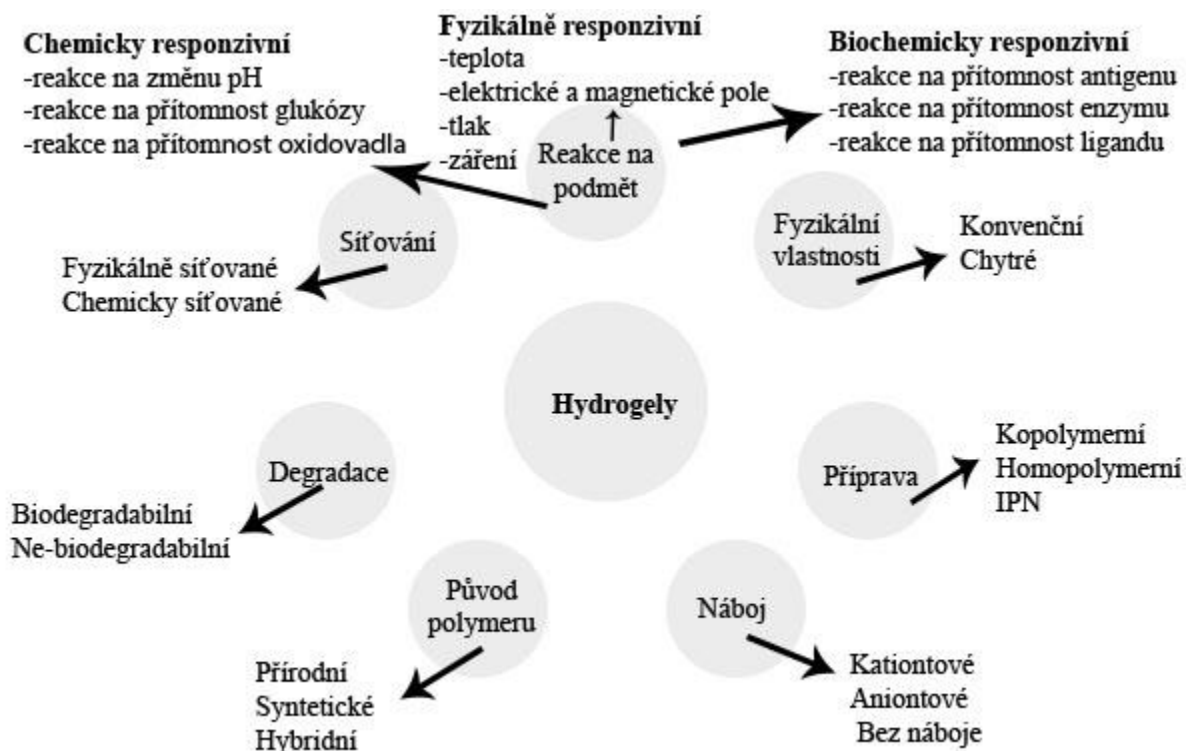 Chemicky responzivní
-reakce na změnu pH
-reakce na přítomnost glukózy
-reakce na přítomnost oxidovadla
Fyzikálně responzivní
-teplota
-elektrické a magnetické pole
-tlak
-záření
Biochemicky responzivní
-reakce na přítomnost antigenu
-reakce na přítomnost enzymu
-reakce na přítomnost ligandu
Reakce na
podmět
Síťování
Fyzikálně síťované
Chemicky síťované
Fyzikální
vlastnosti
Konvenční
Chytré
Hydrogely
Degradace
Biodegradabilní
Ne-biodegradabilní
Příprava
Kopolymerní
Homopolymerní
IPN
Původ
polymeru
Přírodní
Syntetické
Hybridní
Náboj
Kationtové
Aniontové
Bez náboje